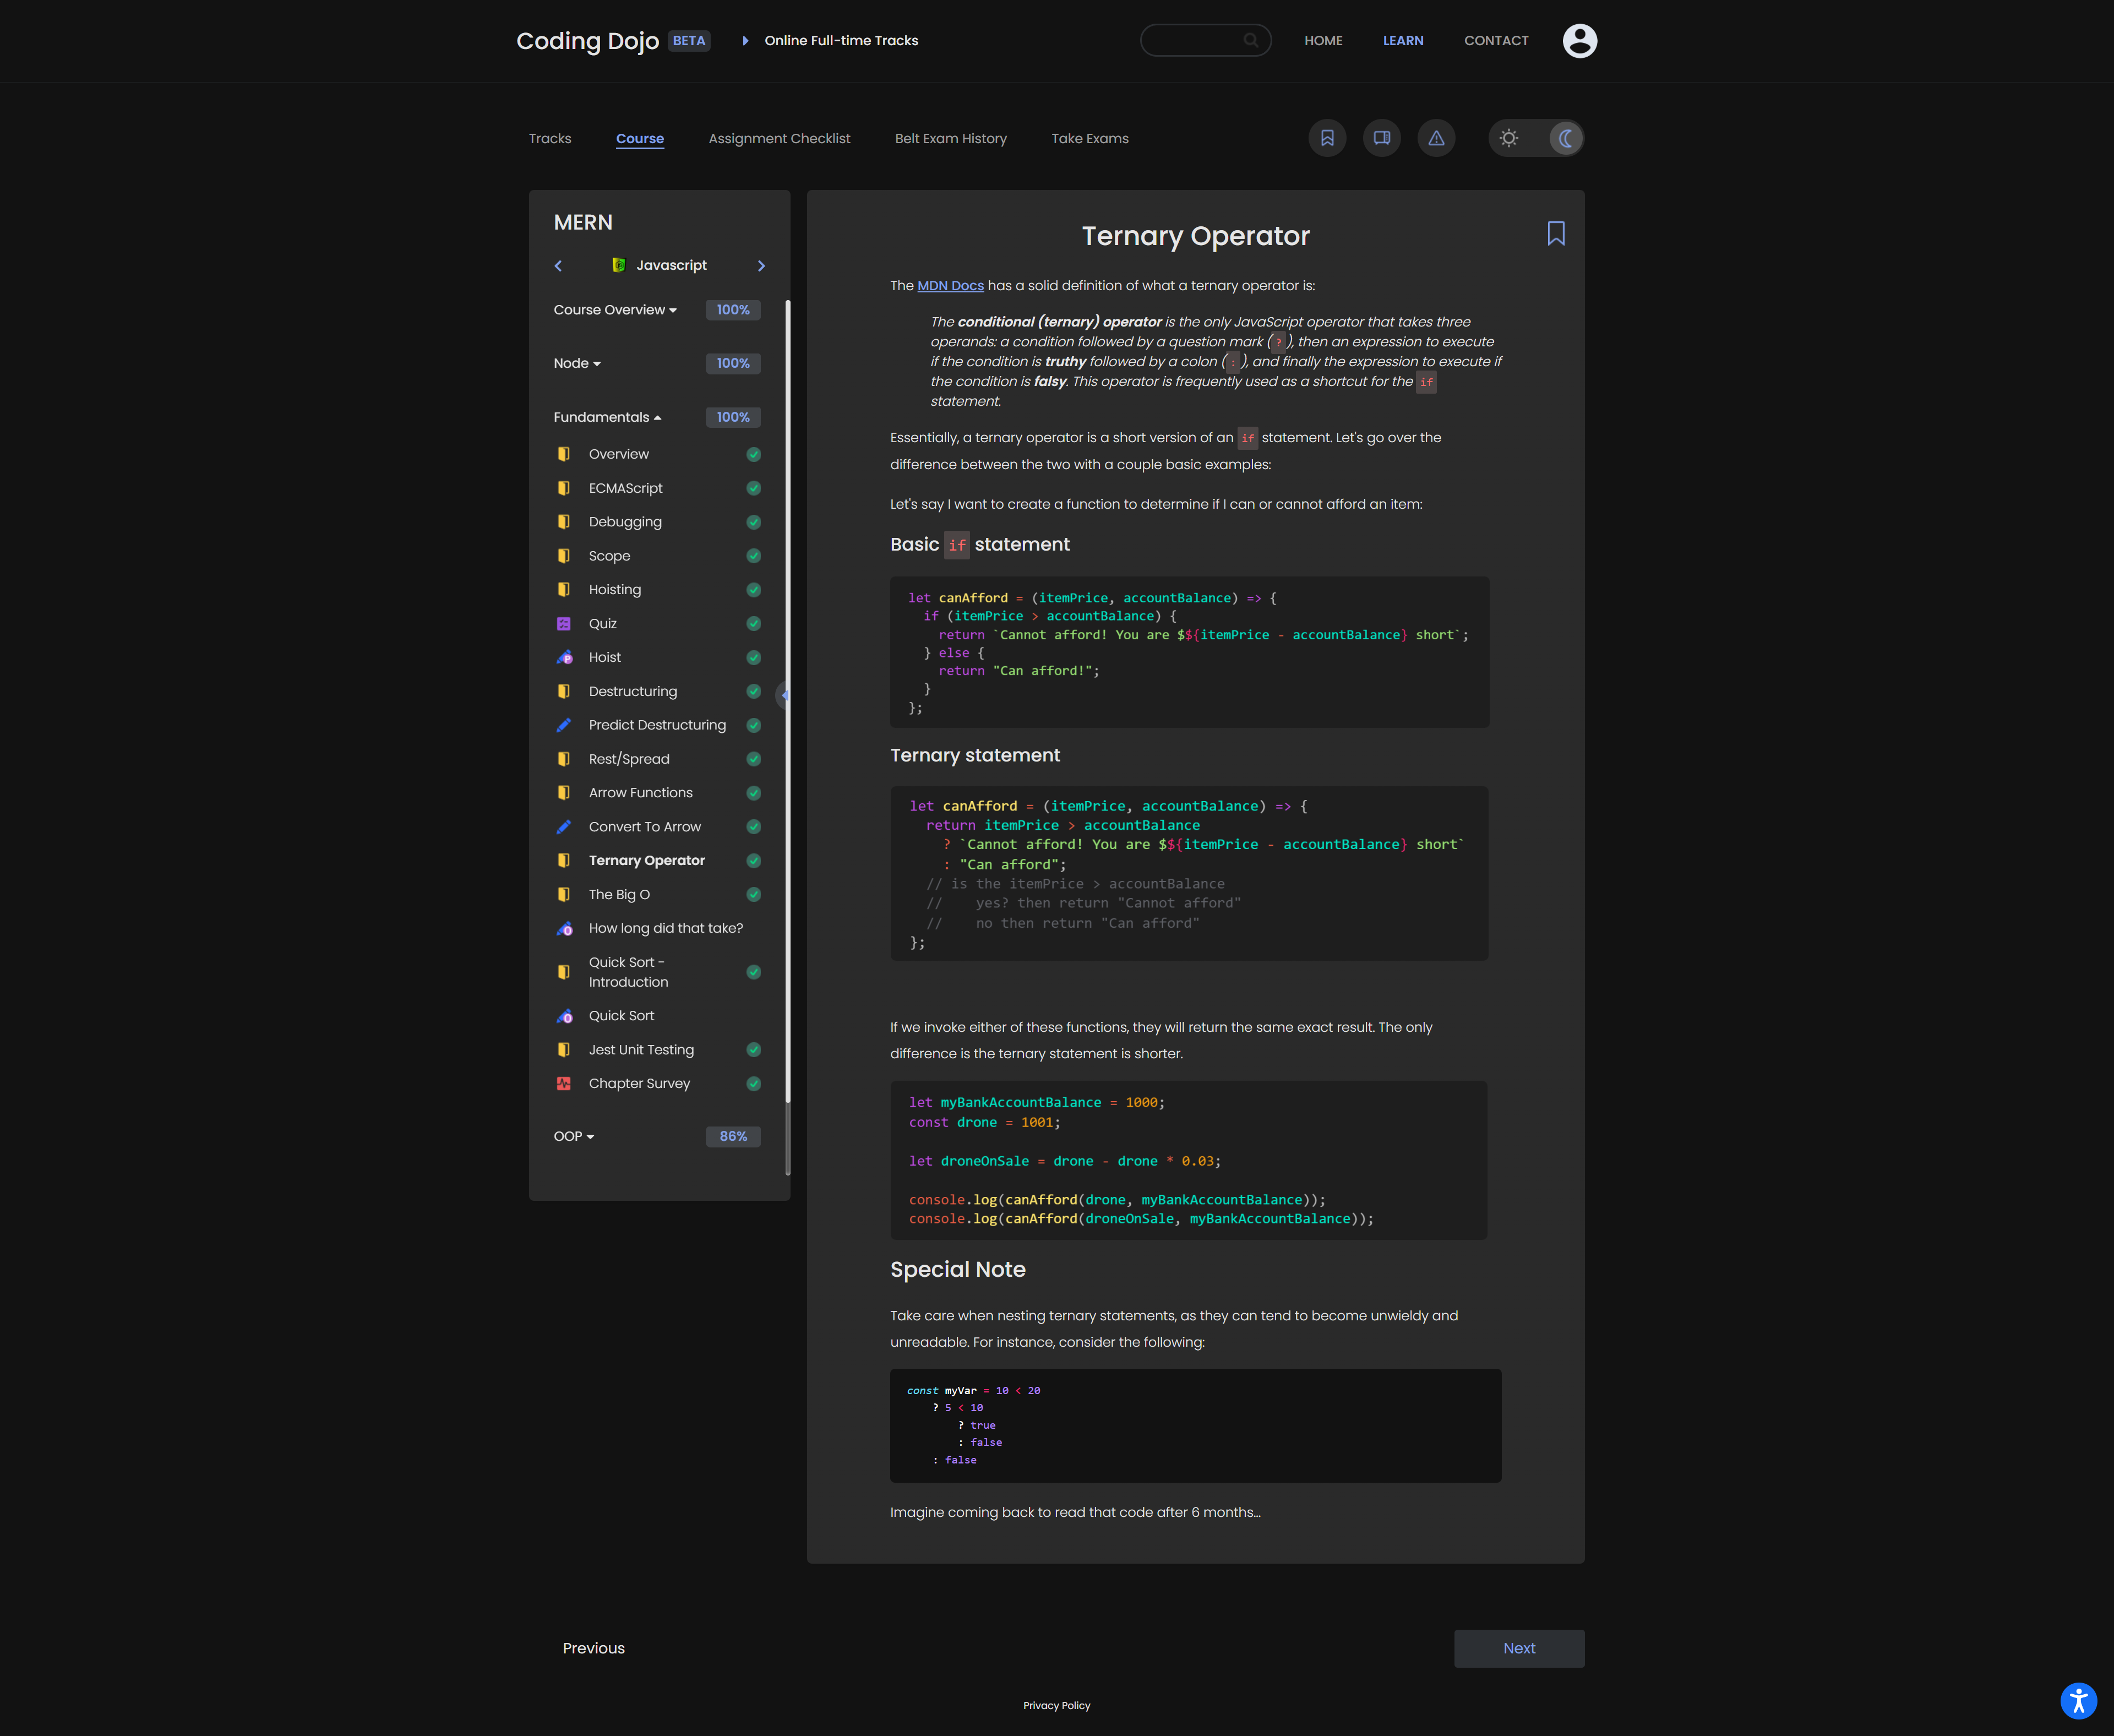 Coding Dojo BETA Online Full-time Tracks HOME LEARN CONTACT
Tracks Course Assignment Checklist Belt Exam History Take Exams
MERN
Javascript
Course Overview 100%
Node 100%
Fundamentals 100%
Overview
ECMAScript
Debugging
Scope
Hoisting
Quiz
Hoist
Destructuring
Predict Destructuring
Rest/Spread
Arrow Functions
Convert To Arrow
Ternary Operator
The Big O
How long did that take?
Quick Sort -
Introduction
Quick Sort
Jest Unit Testing
Chapter Survey
OOP 86%
Ternary Operator
The MDN Docs has a solid definition of what a ternary operator is:
The conditional (ternary) operator is the only JavaScript operator that takes three
operands: a condition followed by a question mark (?), then an expression to execute
if the condition is truthy followed by a colon (:), and finally the expression to execute if
the condition is falsy. This operator is frequently used as a shortcut for the if
statement.
Essentially, a ternary operator is a short version of an if statement. Let's go over the
difference between the two with a couple basic examples:
Let's say I want to create a function to determine if I can or cannot afford an item:
Basic if statement
let canAfford = (itemPrice, accountBalance) => {
if (itemPrice > accountBalance) {
return `Cannot afford! You are $${itemPrice - accountBalance} short`;
} else {
return "Can afford!";
}
};
Ternary statement
let canAfford = (itemPrice, accountBalance) => {
return itemPrice > accountBalance
? `Cannot afford! You are $${itemPrice - accountBalance} short`
: "Can afford";
// is the itemPrice > accountBalance
// yes? then return "Cannot afford"
// no then return "Can afford"
};
If we invoke either of these functions, they will return the same exact result. The only
difference is the ternary statement is shorter.
let myBankAccountBalance = 1000;
const drone = 1001;
let droneOnSale = drone - drone * 0.03;
console.log(canAfford(drone, myBankAccountBalance));
console.log(canAfford(droneOnSale, myBankAccountBalance));
Special Note
Take care when nesting ternary statements, as they can tend to become unwieldy and
unreadable. For instance, consider the following:
const myVar = 10 < 20
? 5 < 10
? true
: false
: false
Imagine coming back to read that code after 6 months...
Previous Next
Privacy Policy